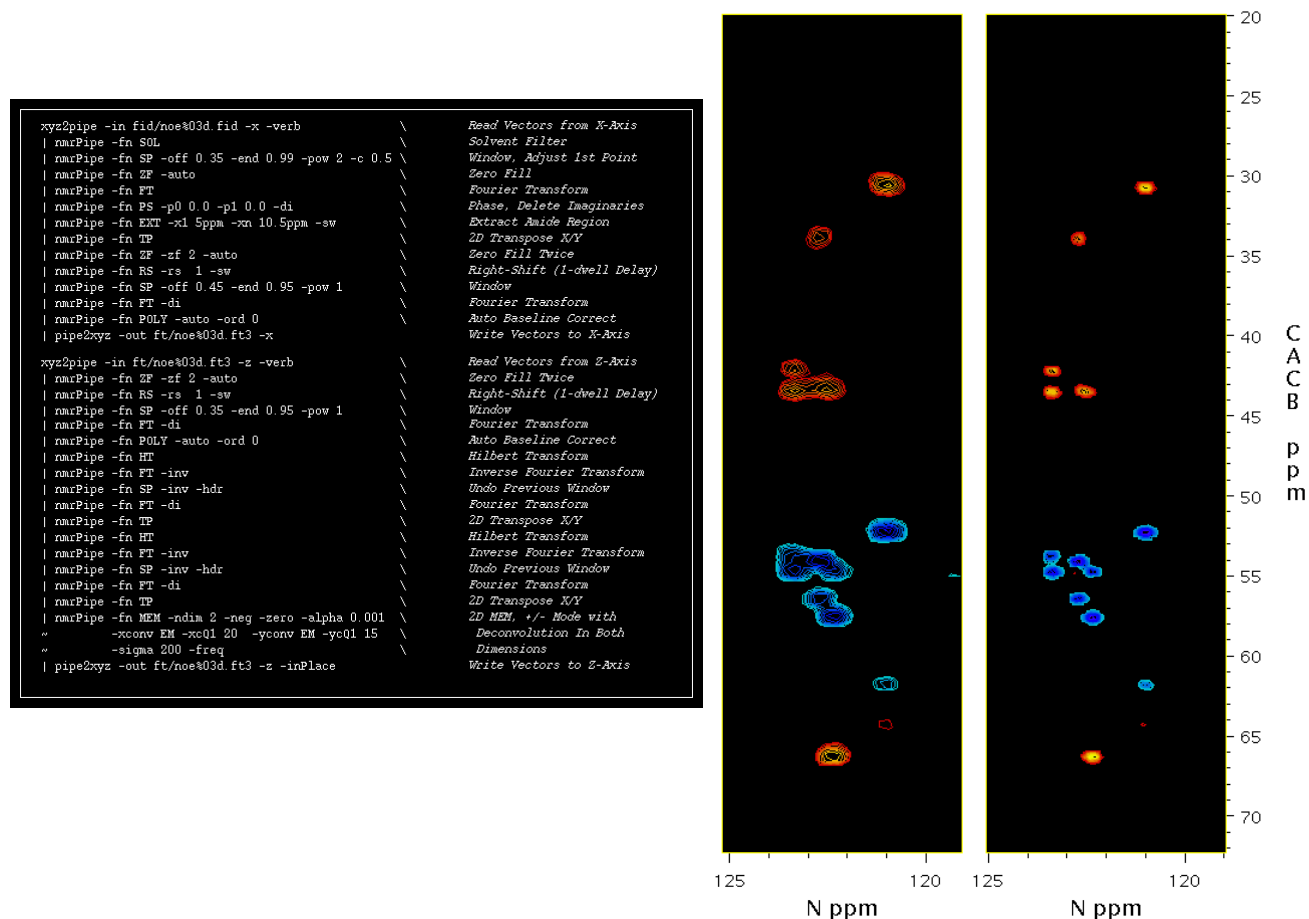 xyz2pipe -in fid/noe%03d.fid -x -verb \ Read Vectors from X-Axis
| nmrPipe -fn SOL \ Solvent Filter
| nmrPipe -fn SP -off 0.35 -end 0.99 -pow 2 -c 0.5 \ Window, Adjust 1st Point
| nmrPipe -fn ZF -auto \ Zero Fill
| nmrPipe -fn FT \ Fourier Transform
| nmrPipe -fn PS -p0 0.0 -p1 0.0 -di \ Phase, Delete Imaginaries
| nmrPipe -fn EXT -x1 5ppm -xn 10.5ppm -sw \ Extract Amide Region
| nmrPipe -fn TP \ 2D Transpose X/Y
| nmrPipe -fn ZF -zf 2 -auto \ Zero Fill Twice
| nmrPipe -fn RS -rs 1 -sw \ Right-Shift (1-dwell Delay)
| nmrPipe -fn SP -off 0.45 -end 0.95 -pow 1 \ Window
| nmrPipe -fn FT -di \ Fourier Transform
| nmrPipe -fn POLY -auto -ord 0 \ Auto Baseline Correct
| pipe2xyz -out ft/noe%03d.ft3 -x Write Vectors to X-Axis
xyz2pipe -in ft/noe%03d.ft3 -z -verb \ Read Vectors from Z-Axis
| nmrPipe -fn ZF -zf 2 -auto \ Zero Fill Twice
| nmrPipe -fn RS -rs 1 -sw \ Right-Shift (1-dwell Delay)
| nmrPipe -fn SP -off 0.35 -end 0.95 -pow 1 \ Window
| nmrPipe -fn FT -di \ Fourier Transform
| nmrPipe -fn POLY -auto -ord 0 \ Auto Baseline Correct
| nmrPipe -fn HT \ Hilbert Transform
| nmrPipe -fn FT -inv \ Inverse Fourier Transform
| nmrPipe -fn SP -inv -hdr \ Undo Previous Window
| nmrPipe -fn FT -di \ Fourier Transform
| nmrPipe -fn TP \ 2D Transpose X/Y
| nmrPipe -fn HT \ Hilbert Transform
| nmrPipe -fn FT -inv \ Inverse Fourier Transform
| nmrPipe -fn SP -inv -hdr \ Undo Previous Window
| nmrPipe -fn FT -di \ Fourier Transform
| nmrPipe -fn TP \ 2D Transpose X/Y
| nmrPipe -fn MEM -ndim 2 -neg -zero -alpha 0.001 \ 2D MEM, +/- Mode with
~ -xconv EM -xcQ1 20 -yconv EM -ycQ1 15 \ Deconvolution In Both
~ -sigma 200 -freq \ Dimensions
| pipe2xyz -out ft/noe%03d.ft3 -z -inPlace Write Vectors to Z-Axis
20
25
30
35
40
45
50
55
60
65
70
CACB ppm
125 120 125 120
N ppm N ppm